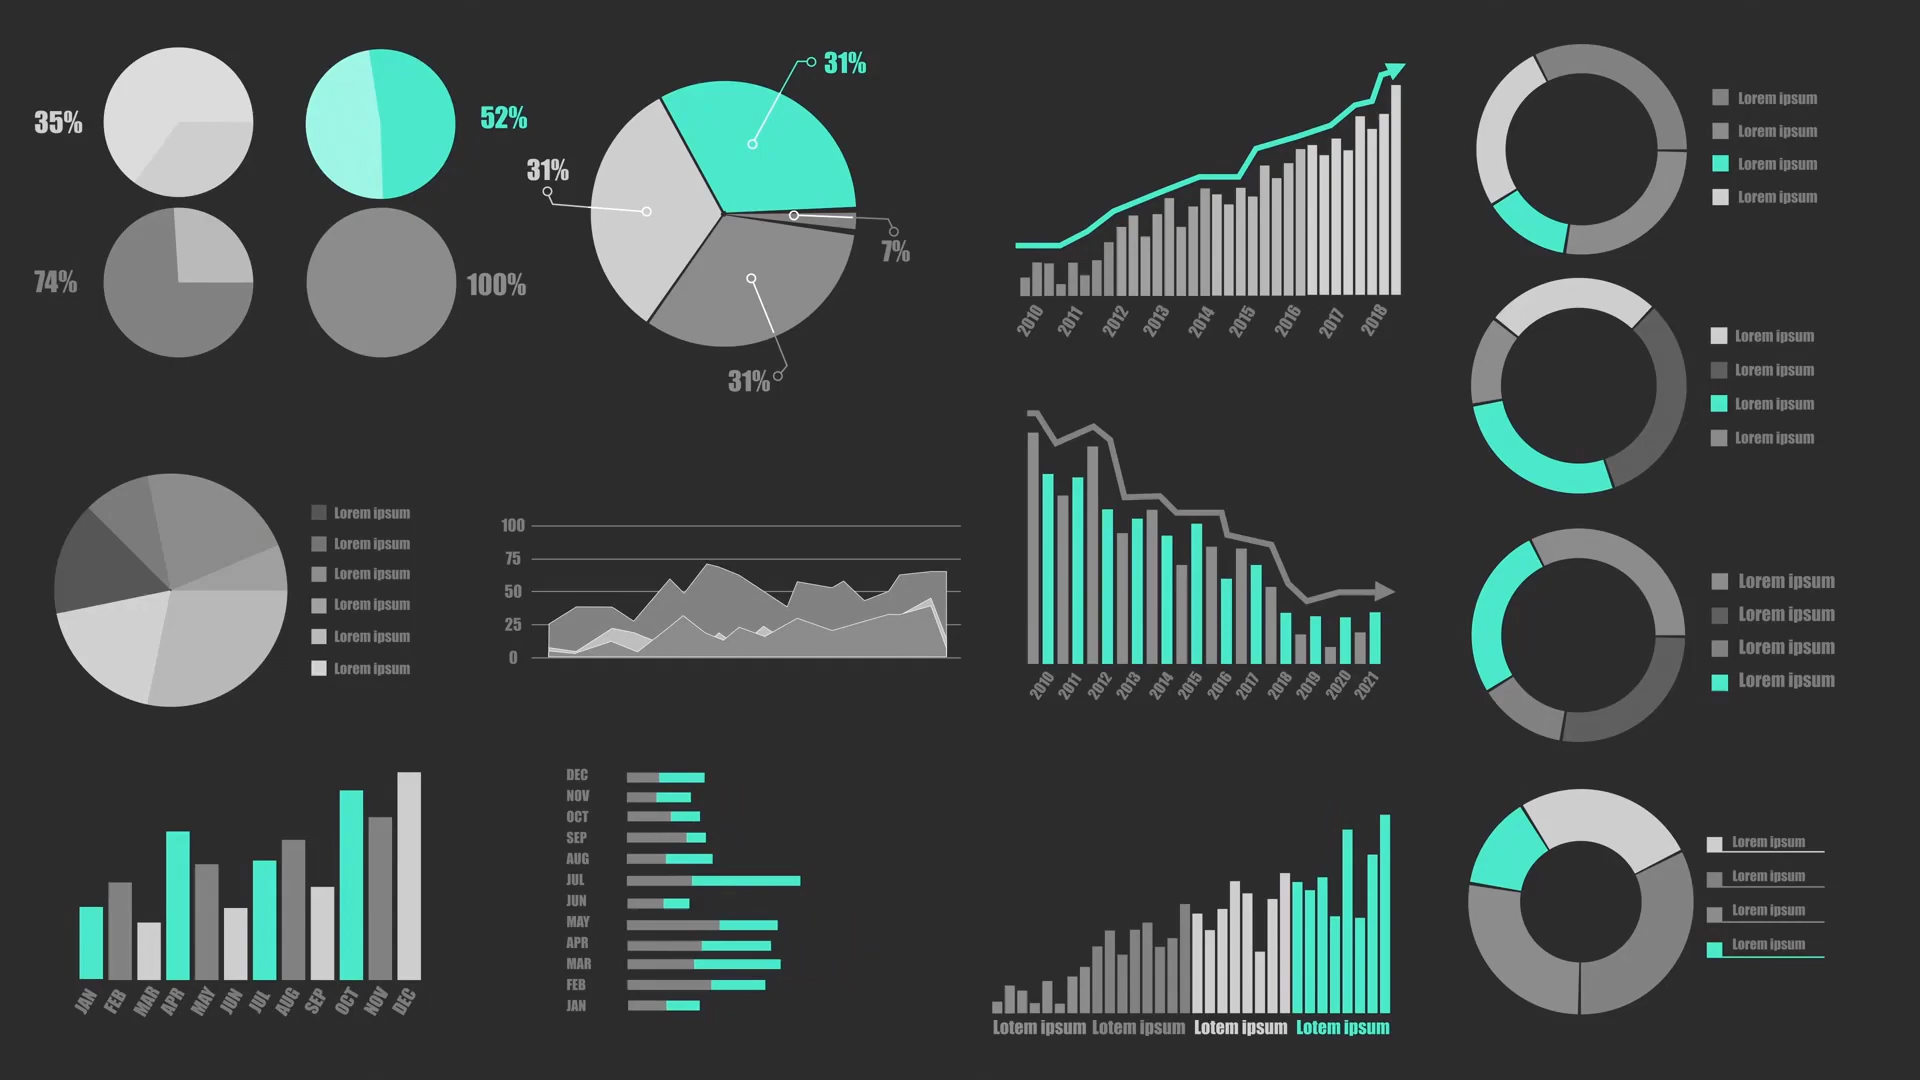 35%
52%
74%
100%
31%
31%
7%
31%
2010
2011
2012
2013
2014
2015
2016
2017
2018
Lorem ipsum
Lorem ipsum
Lorem ipsum
Lorem ipsum
Lorem ipsum
Lorem ipsum
Lorem ipsum
Lorem ipsum
Lorem ipsum
Lorem ipsum
Lorem ipsum
Lorem ipsum
Lorem ipsum
Lorem ipsum
100
75
50
25
0
2010
2011
2012
2013
2014
2015
2016
2017
2018
2019
2020
2021
Lorem ipsum
Lorem ipsum
Lorem ipsum
Lorem ipsum
JAN
FEB
MAR
APR
MAY
JUN
JUL
AUG
SEP
OCT
NOV
DEC
DEC
NOV
OCT
SEP
AUG
JUL
JUN
MAY
APR
MAR
FEB
JAN
Lotem ipsum Lotem ipsum Lotem ipsum Lotem ipsum
Lorem ipsum
Lorem ipsum
Lorem ipsum
Lorem ipsum